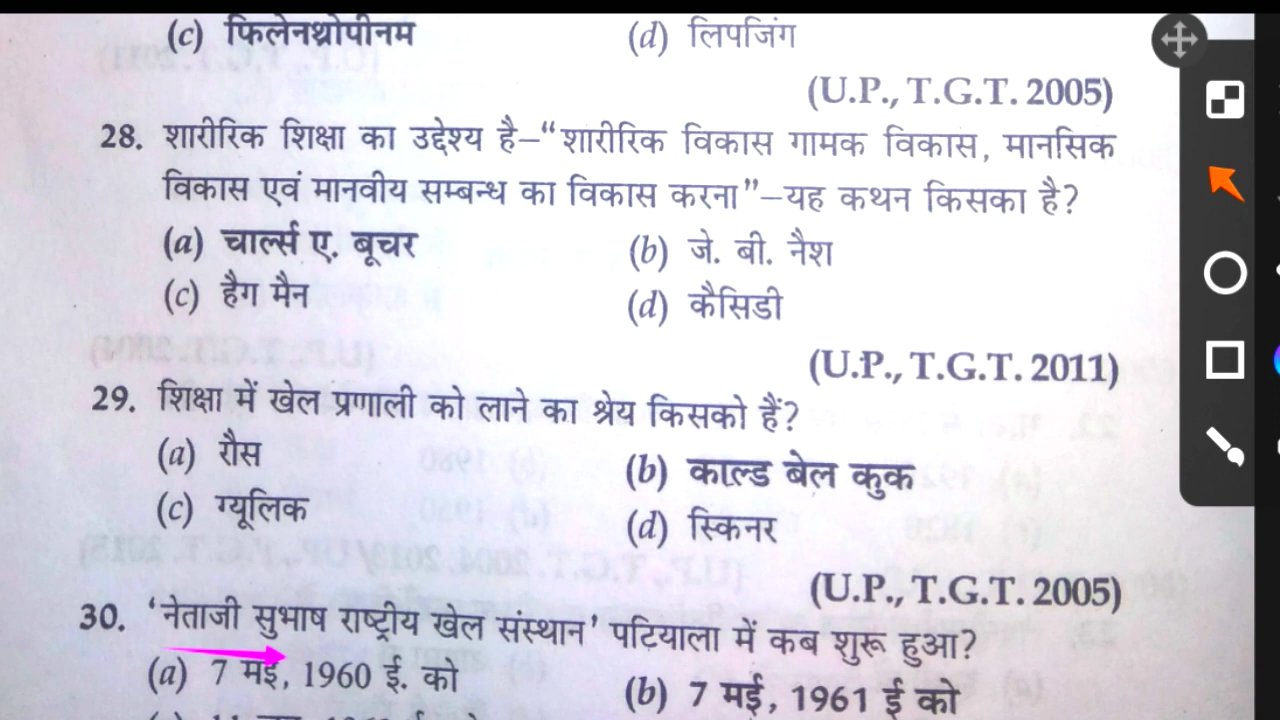 (c) फिलेनथ्रोपीनम (d) लिपजिंग
(U.P., T.G.T. 2005)
28. शारीरिक शिक्षा का उद्देश्य है–“शारीरिक विकास गामक विकास, मानसिक
विकास एवं मानवीय सम्बन्ध का विकास करना”–यह कथन किसका है?
(a) चार्ल्स ए. बूचर (b) जे. बी. नैश
(c) हैग मैन (d) कैसिडी
(U.P., T.G.T. 2011)
29. शिक्षा में खेल प्रणाली को लाने का श्रेय किसको हैं?
(a) रौस (b) काल्ड बेल कुक
(c) ग्यूलिक (d) स्किनर
(U.P., T.G.T. 2005)
30. ‘नेताजी सुभाष राष्ट्रीय खेल संस्थान’ पटियाला में कब शुरू हुआ?
(a) 7 मई, 1960 ई. को (b) 7 मई, 1961 ई को